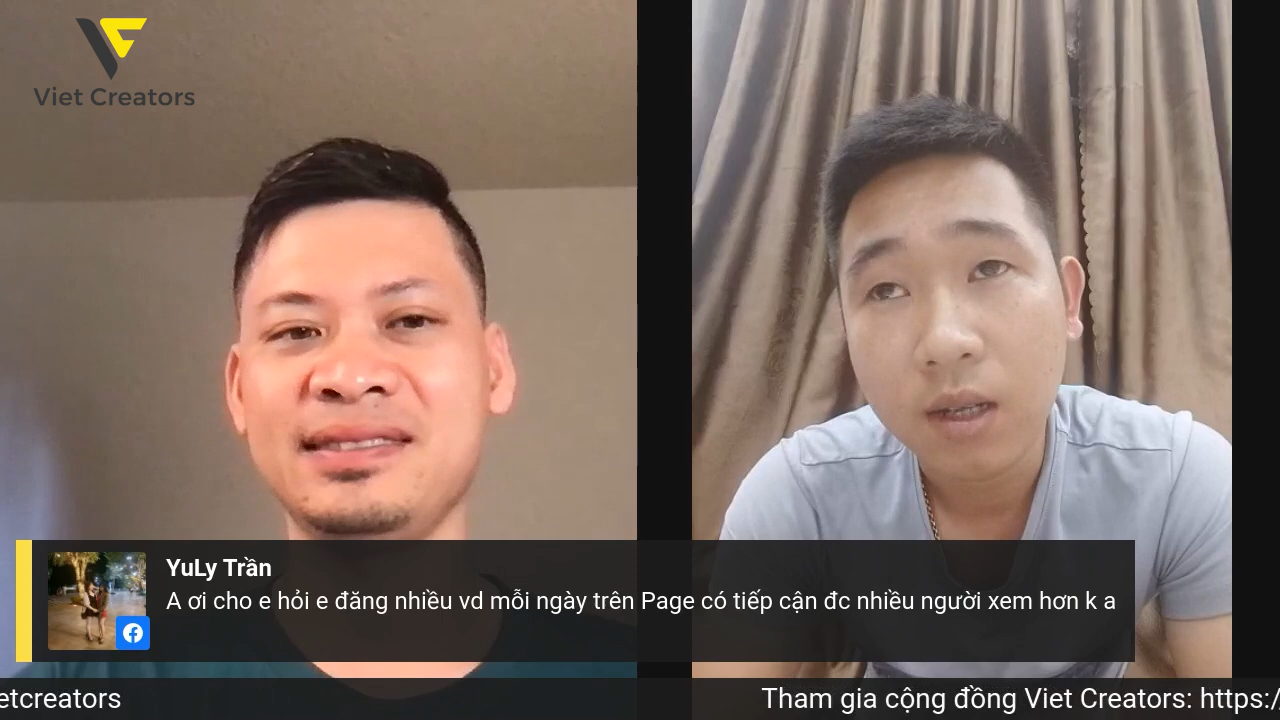 Viet Creators
YuLy Trần
A ơi cho e hỏi e đăng nhiều vd mỗi ngày trên Page có tiếp cận đc nhiều người xem hơn k a
etcreators
Tham gia cộng đồng Viet Creators: https:/